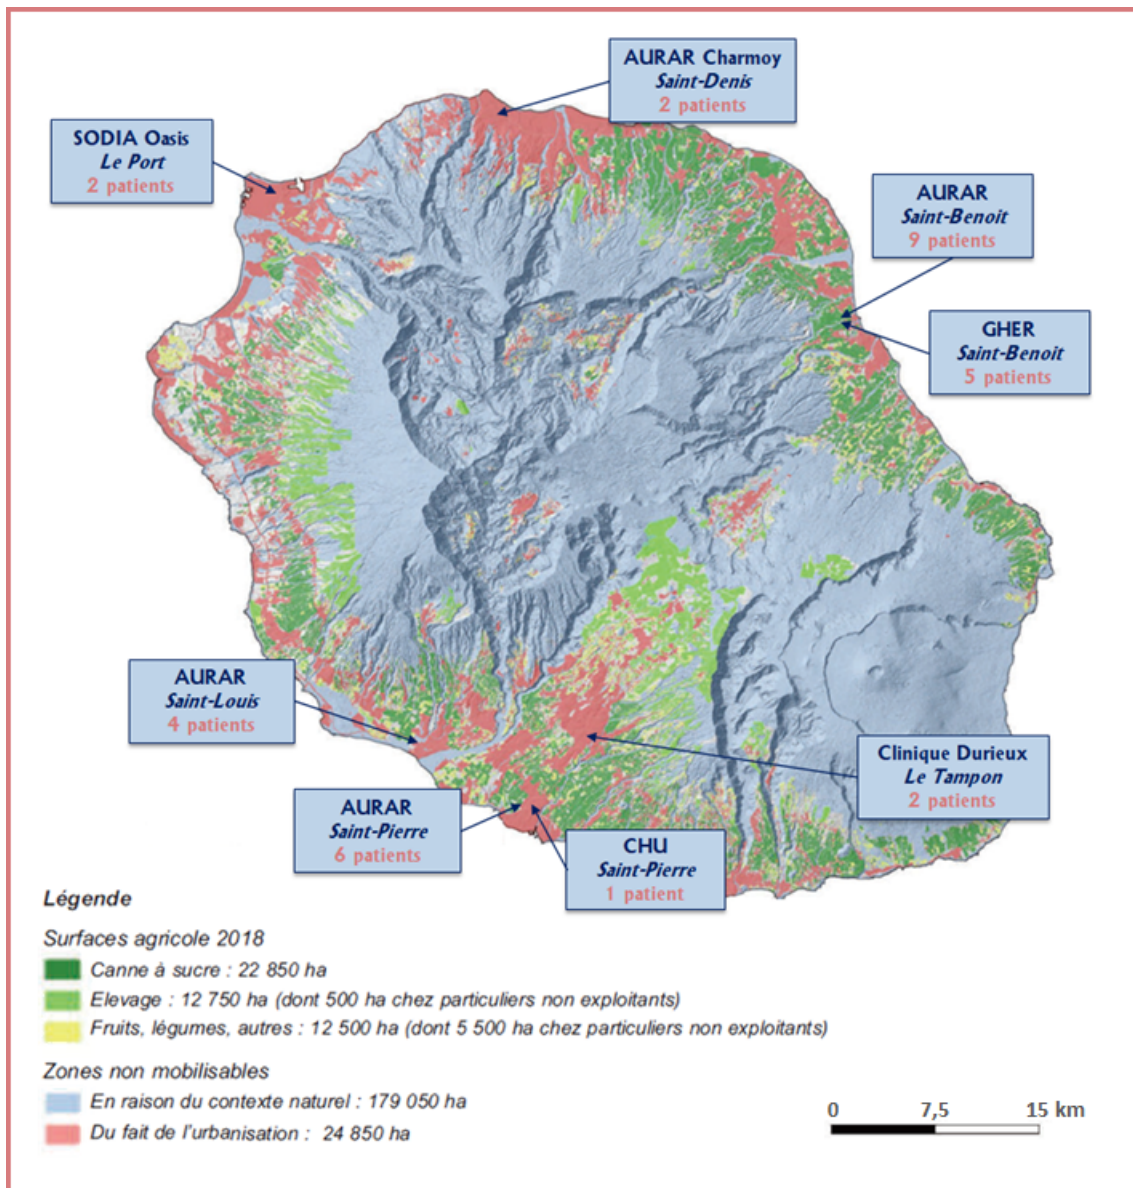 AURAR Charmoy
Saint-Denis
2 patients
SODIA Oasis
Le Port
2 patients
AURAR
Saint-Benoit
9 patients
GHER
Saint-Benoit
5 patients
AURAR
Saint-Louis
4 patients
Clinique Durieux
Le Tampon
2 patients
AURAR
Saint-Pierre
6 patients
CHU
Saint-Pierre
1 patient
Légende
Surfaces agricole 2018
Canne à sucre : 22 850 ha
Elevage : 12 750 ha (dont 500 ha chez particuliers non exploitants)
Fruits, légumes, autres : 12 500 ha (dont 5 500 ha chez particuliers non exploitants)
Zones non mobilisables
En raison du contexte naturel : 179 050 ha
Du fait de l'urbanisation : 24 850 ha
0 7,5 15 km